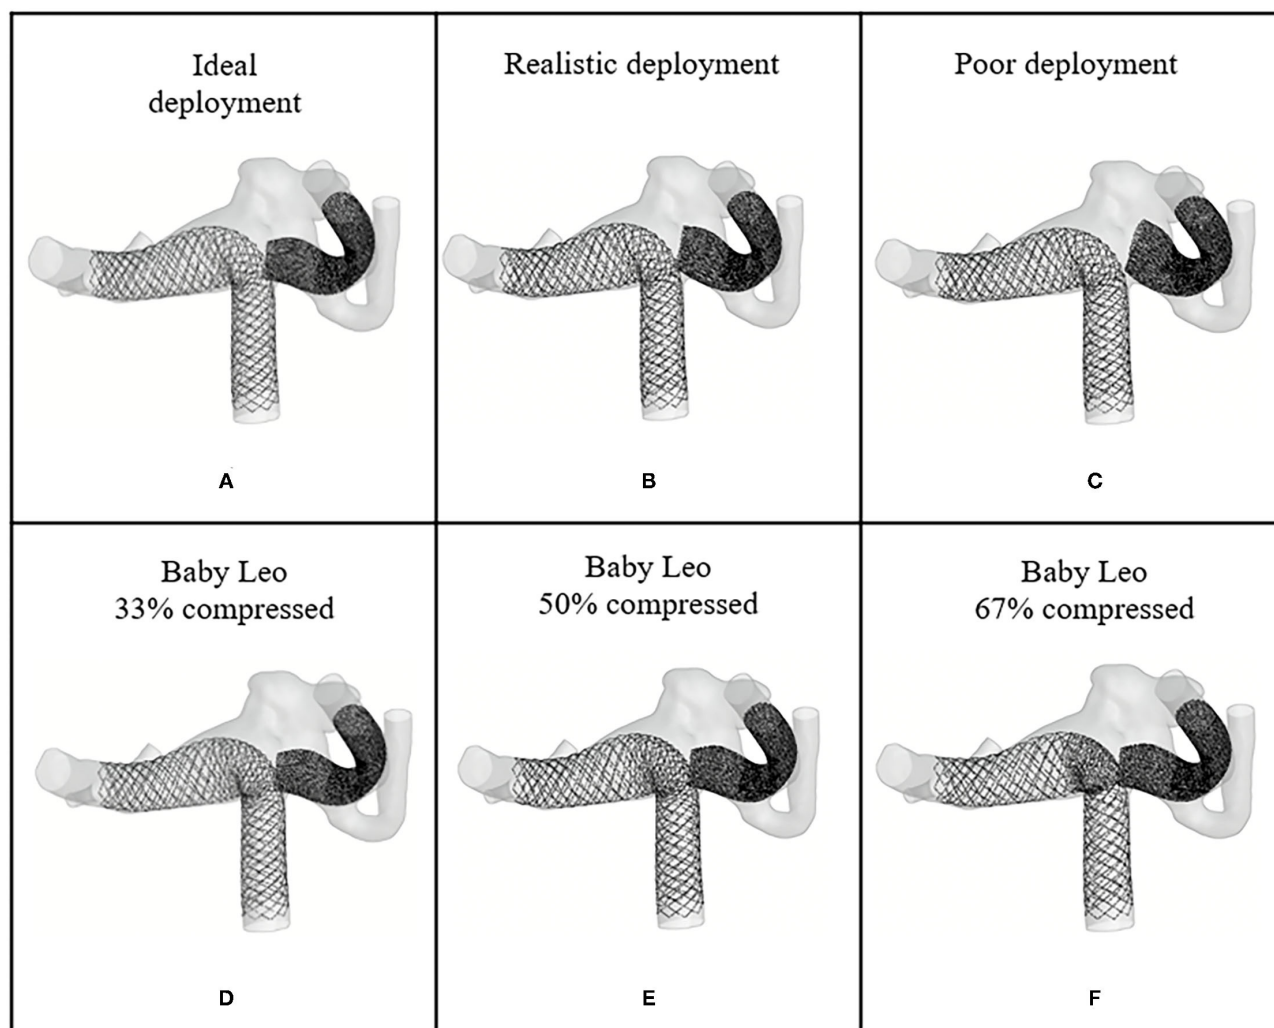 Ideal
deployment
Realistic deployment
Poor deployment
A
B
C
Baby Leo
33% compressed
Baby Leo
50% compressed
Baby Leo
67% compressed
D
E
F